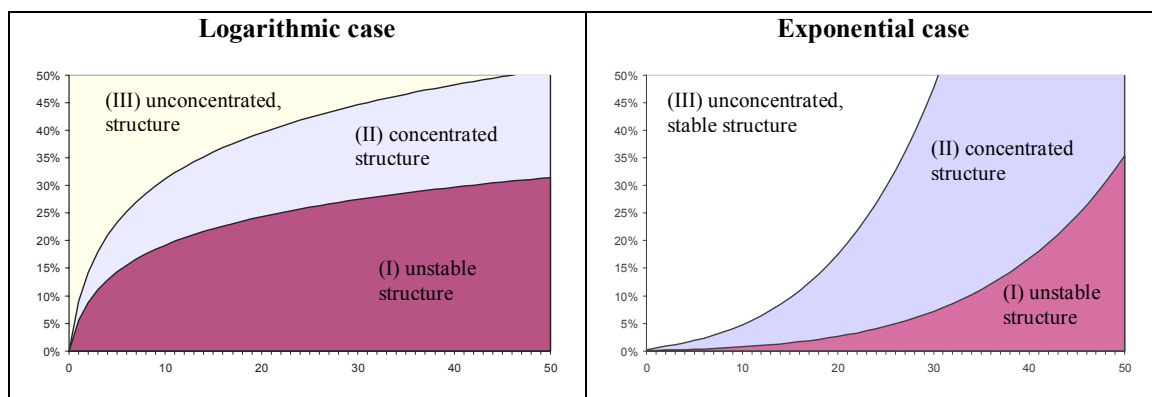 Logarithmic case
50%
45%
40%
35%
30%
25%
20%
15%
10%
5%
0%
(III) unconcentrated,
structure
(II) concentrated
structure
(I) unstable
structure
0
10
20
30
40
50
Exponential case
50%
45%
40%
35%
30%
25%
20%
15%
10%
5%
0%
(III) unconcentrated,
stable structure
(II) concentrated
structure
(I) unstable
structure
0
10
20
30
40
50